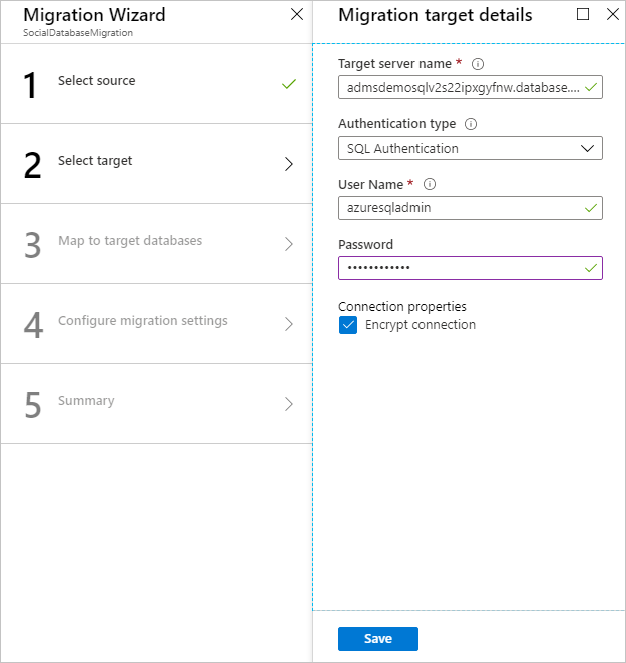 Migration Wizard
SocialDatabaseMigration
1 Select source
2 Select target
3 Map to target databases
4 Configure migration settings
5 Summary
Migration target details
Target server name *
admsdemosqlv2s22ipxgyfnw.database....
Authentication type
SQL Authentication
User Name *
azuresqladmin
Password
••••••••••••
Connection properties
Encrypt connection
Save